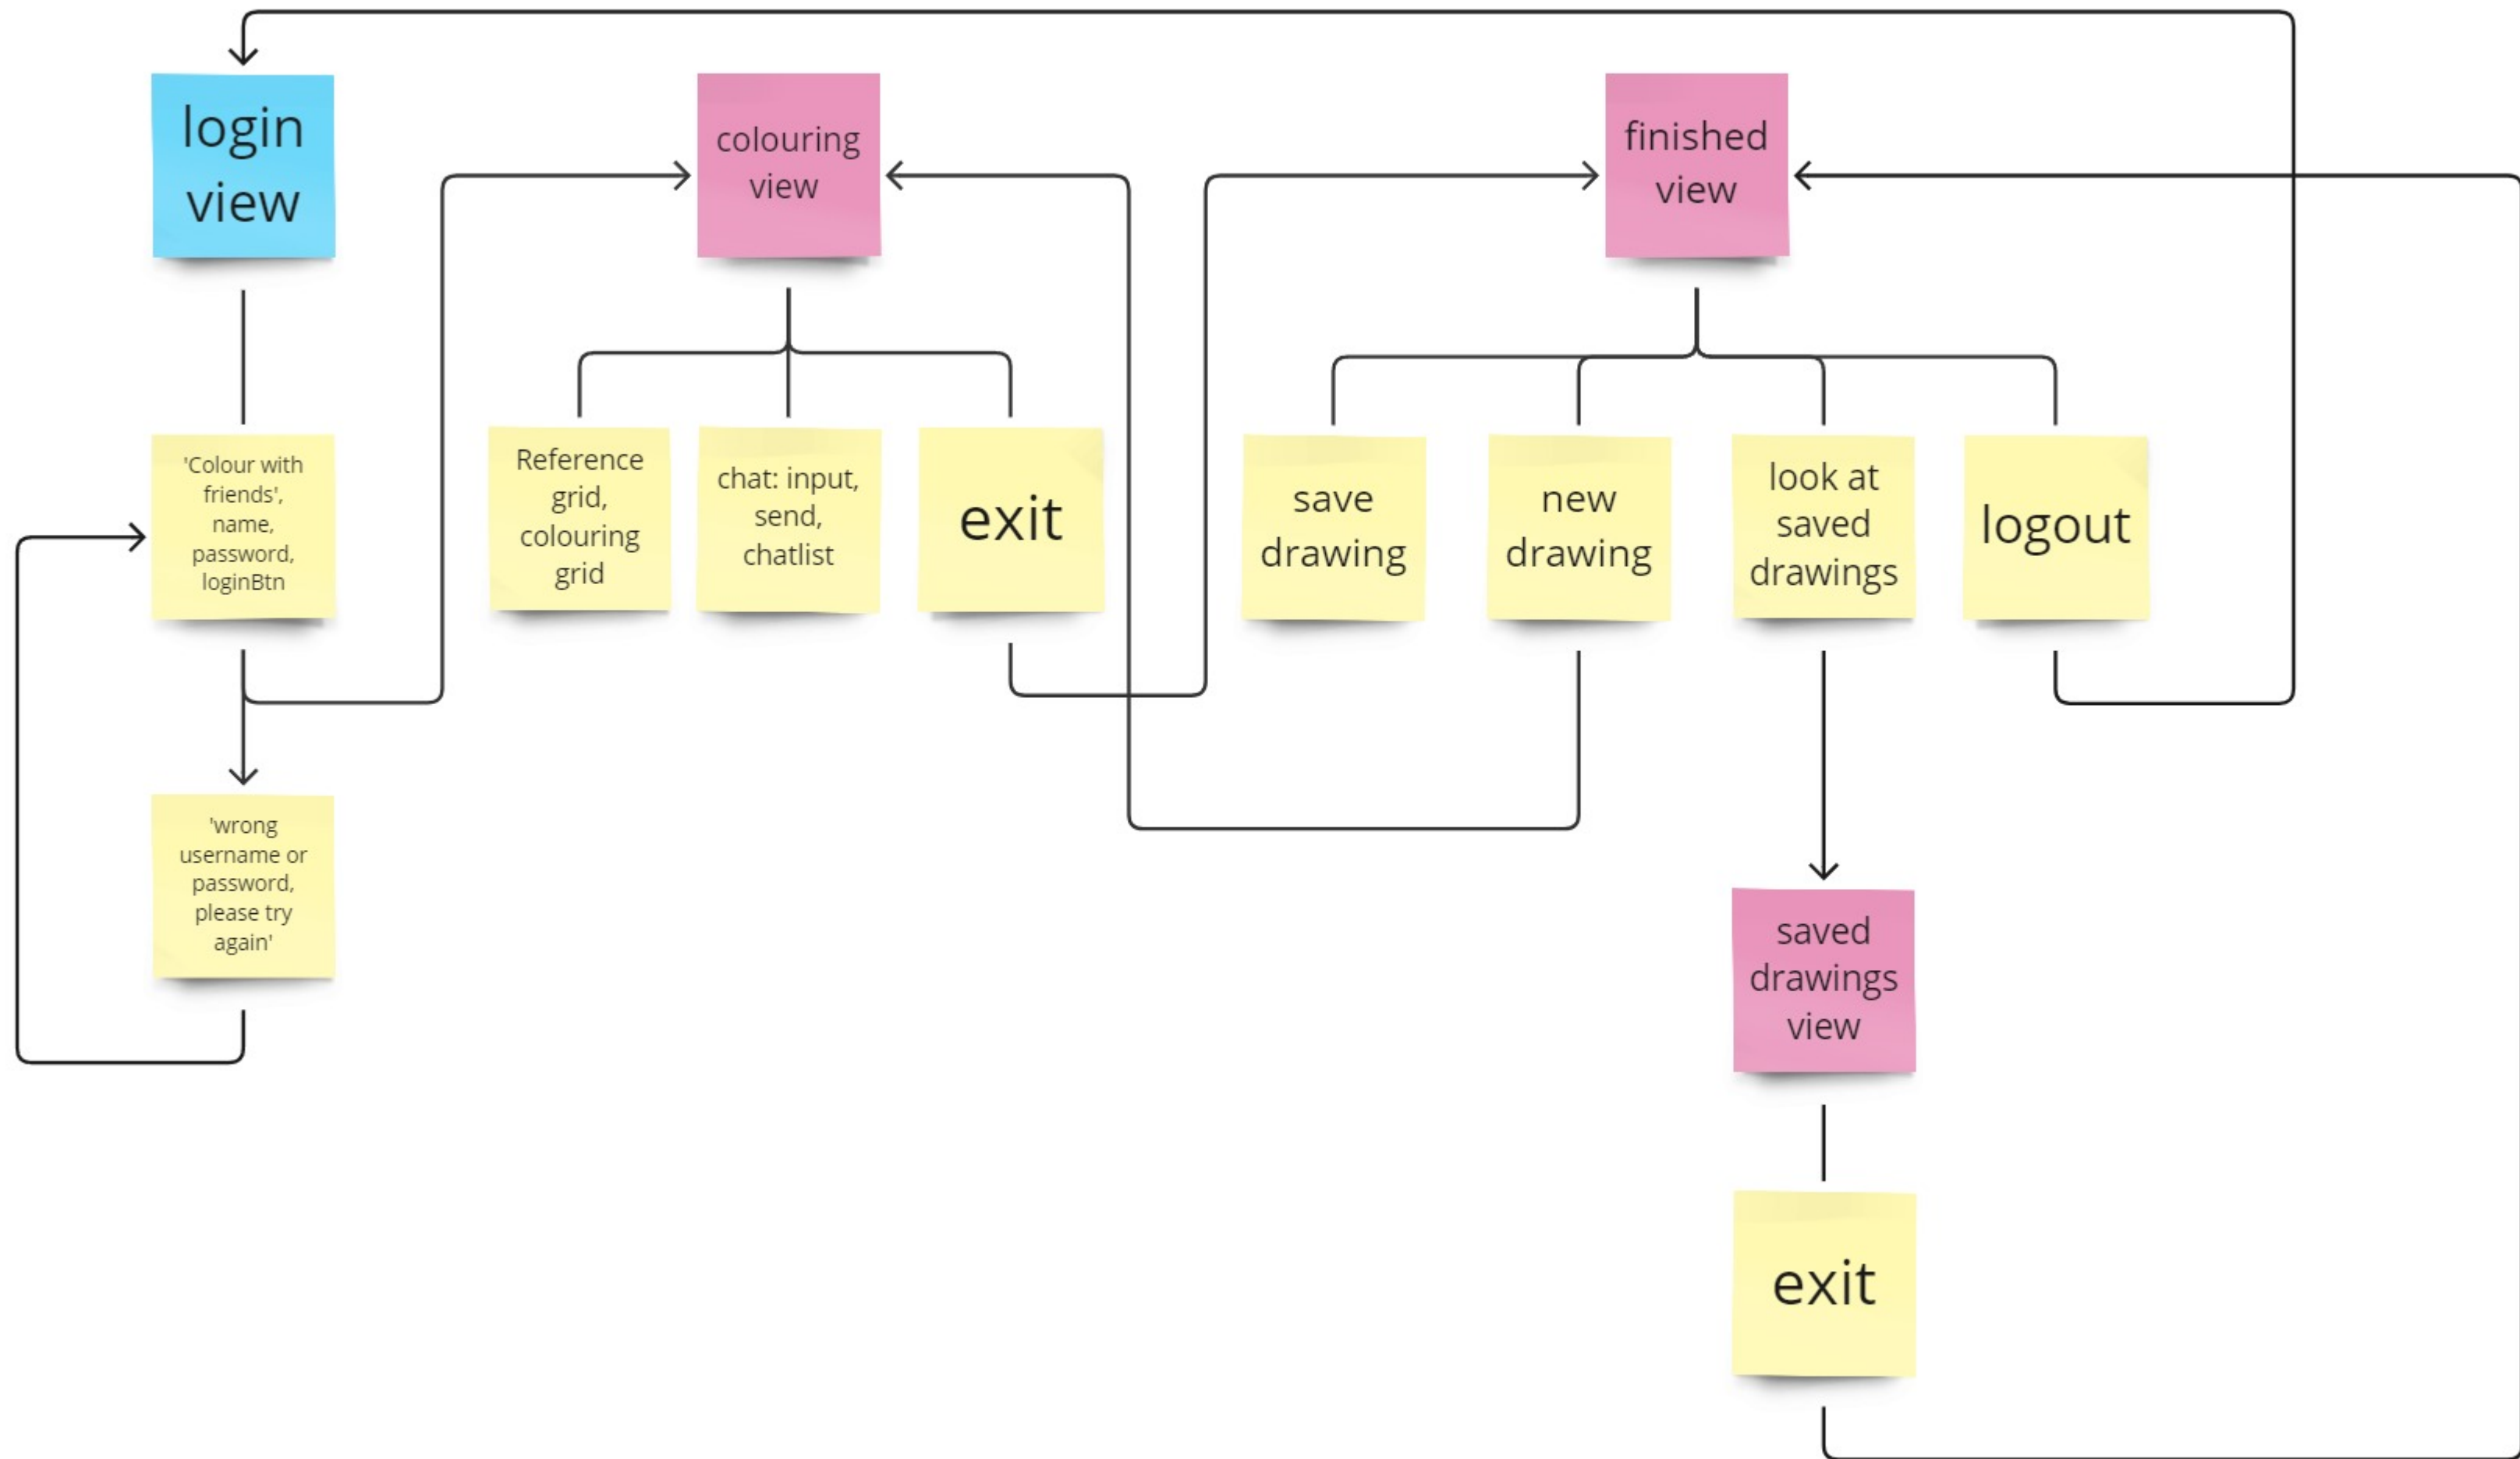 login
view
colouring
view
finished
view
'Colour with
friends',
name,
password,
loginBtn
Reference
grid,
colouring
grid
chat: input,
send,
chatlist
exit
save
drawing
new
drawing
look at
saved
drawings
logout
'wrong
username or
password,
please try
again'
saved
drawings
view
exit